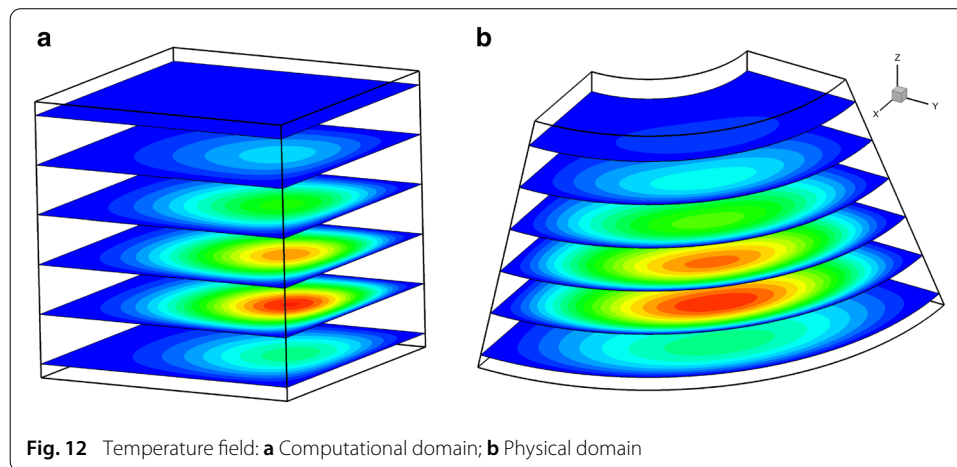 a
b
Z
Y
X
Fig. 12 Temperature field: a Computational domain; b Physical domain